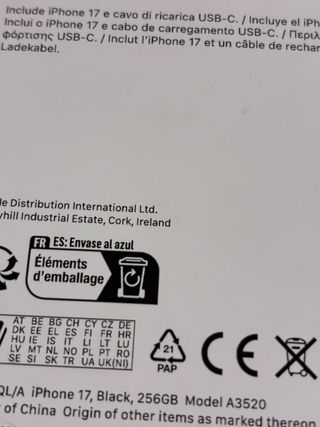 Include iPhone 17 e cavo di ricarica USB-C. / Incluye el iPh
Inclui o iPhone 17 e cabo de carregamento USB-C. / Περιλ
φόρτισης USB-C. / Inclut l'iPhone 17 et un câble de rechar
Ladekabel.
le Distribution International Ltd.
yhill Industrial Estate, Cork, Ireland
FR ES: Envase al azul
Éléments
d'emballage
AT BE BG CH CY CZ DE
DK EE EL ES FI FR HR
HU IE IS IT LI LT LU
LV MT NL NO PL PT RO
SE SI SK TR UA UK(NI)
21
PAP
CE
QL/A iPhone 17, Black, 256GB Model A3520
of China Origin of other items as marked thereon